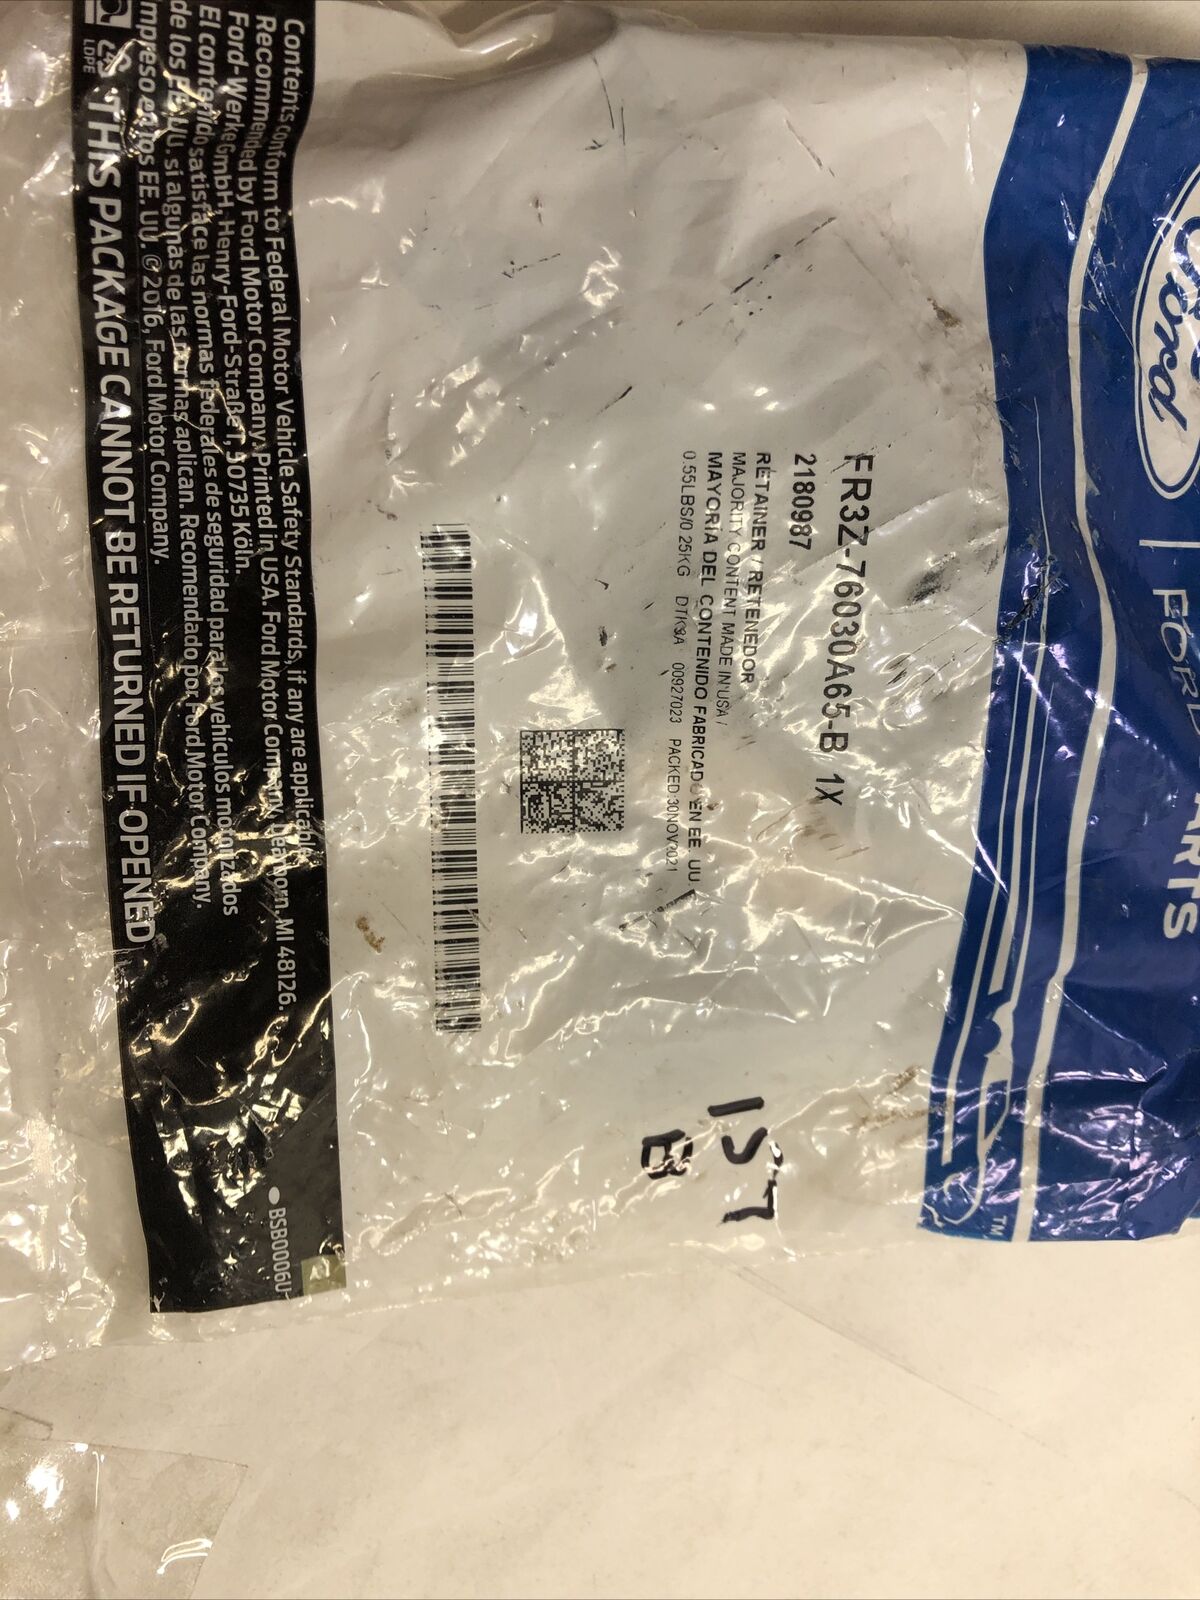 Ford
FORD PARTS
TM
FR3Z-76030A65-B 1X
2180987
RETAINER / RETENEDOR
MAJORITY CONTENT MADE IN USA /
MAYORÍA DEL CONTENIDO FABRICADO EN EE. UU.
0.55LBS/0.25KG DTK9A 00927023 PACKED:30NOV2021
157
B
Contents conform to Federal Motor Vehicle Safety Standards, if any are applicable.
Recommended by Ford Motor Company. Printed in USA. Ford Motor Company, Dearborn, MI 48126.
Ford-Werke GmbH, Henry-Ford-Straße 1, 50735 Köln.
El contenido satisface las normas federales de seguridad para los vehículos motorizados
de los EE. UU. si algunas de las normas aplican. Recomendado por Ford Motor Company.
Impreso en los EE. UU. © 2016, Ford Motor Company.
THIS PACKAGE CANNOT BE RETURNED IF OPENED
LDPE
BSB0006U